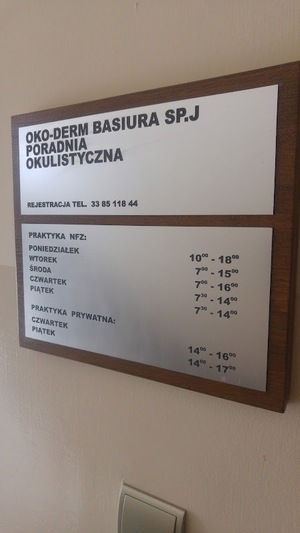 OKO-DERM BASIURA SP.J
PORADNIA
OKULISTYCZNA
REJESTRACJA TEL. 33 85 118 44
PRAKTYKA NFZ:
PONIEDZIAŁEK 10⁰⁰ - 18⁰⁰
WTOREK 7³⁰ - 15⁰⁰
ŚRODA 7⁰⁰ - 16⁰⁰
CZWARTEK 7³⁰ - 14⁰⁰
PIĄTEK 7³⁰ - 14⁰⁰
PRAKTYKA PRYWATNA:
CZWARTEK 14⁰⁰ - 16⁰⁰
PIĄTEK 14⁰⁰ - 17⁰⁰